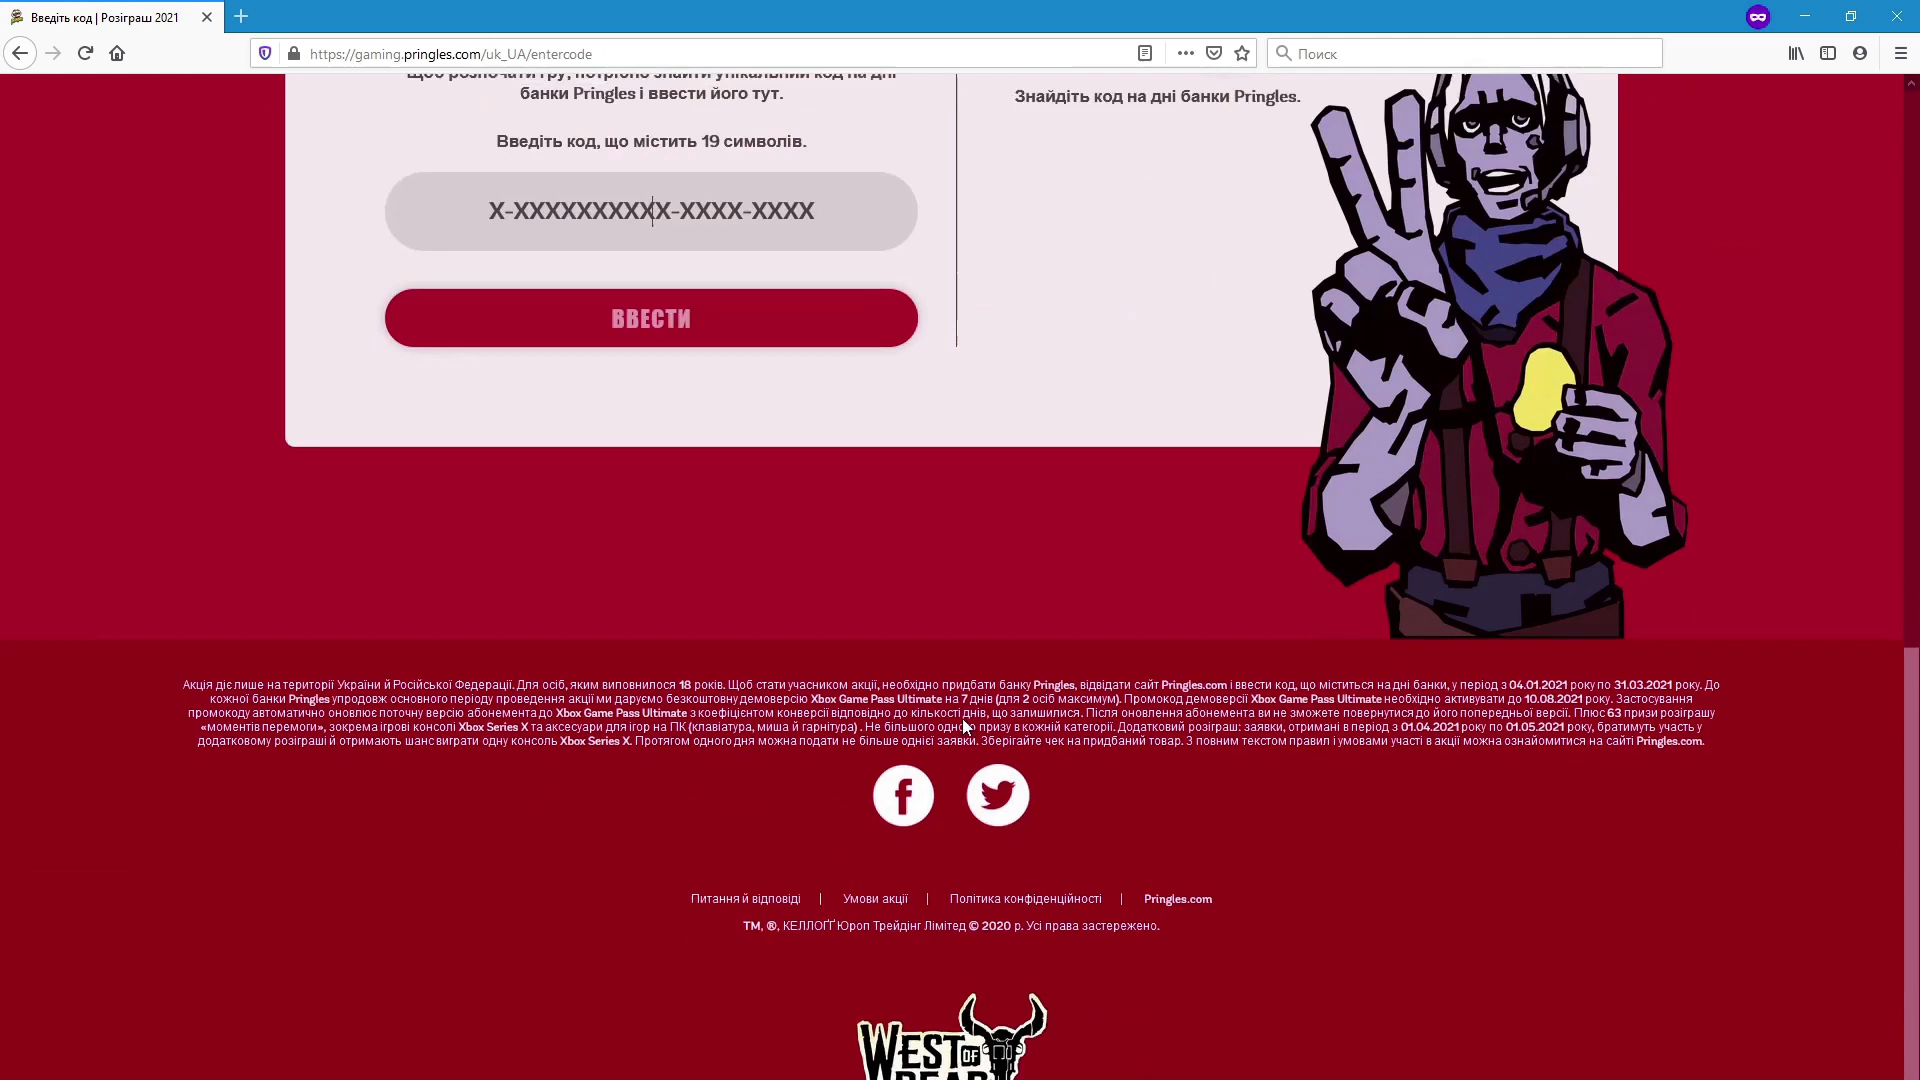 Введіть код | Розіграш 2021
https://gaming.pringles.com/uk_UA/entercode
Поиск
Щоб розпочати гру, потрібно знайти унікальний код на дні
банки Pringles і ввести його тут.
Введіть код, що містить 19 символів.
X-XXXXXXXXXX-XXXX-XXXX
ВВЕСТИ
Знайдіть код на дні банки Pringles.
Акція діє лише на території України й Російської Федерації. Для осіб, яким виповнилося 18 років. Щоб стати учасником акції, необхідно придбати банку Pringles, відвідати сайт Pringles.com і ввести код, що міститься на дні банки, у період з 04.01.2021 року по 31.03.2021 року. До
кожної банки Pringles упродовж основного періоду проведення акції ми даруємо безкоштовну демоверсію Xbox Game Pass Ultimate на 7 днів (для 2 осіб максимум). Промокод демоверсії Xbox Game Pass Ultimate необхідно активувати до 10.08.2021 року. Застосування
промокоду автоматично оновлює поточну версію абонемента до Xbox Game Pass Ultimate з коефіцієнтом конверсії відповідно до кількості днів, що залишилися. Після оновлення абонемента ви не зможете повернутися до його попередньої версії. Плюс 63 призи розіграшу
«моментів перемоги», зокрема ігрові консолі Xbox Series X та аксесуари для ігор на ПК (клавіатура, миша й гарнітура) . Не більшого одного призу в кожній категорії. Додатковий розіграш: заявки, отримані в період з 01.04.2021 року по 01.05.2021 року, братимуть участь у
додатковому розіграші й отримають шанс виграти одну консоль Xbox Series X. Протягом одного дня можна подати не більше однієї заявки. Зберігайте чек на придбаний товар. З повним текстом правил і умовами участі в акції можна ознайомитися на сайті Pringles.com.
Питання й відповіді | Умови акції | Політика конфіденційності | Pringles.com
TM, ®, КЕЛЛОҐҐ Юроп Трейдінг Лімітед © 2020 р. Усі права застережено.
WEST OF
DEAD